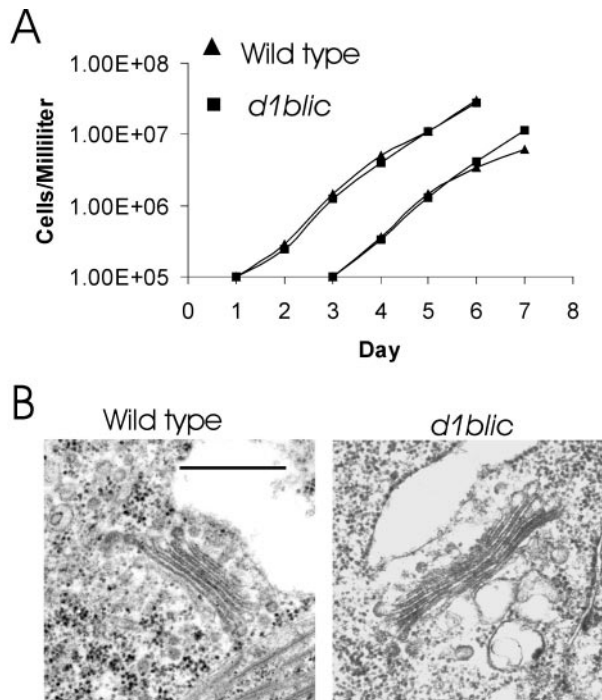 A
Wild type
d1blic
1.00E+08
1.00E+07
1.00E+06
1.00E+05
Cells/Milliliter
0 1 2 3 4 5 6 7 8
Day
B
Wild type
d1blic